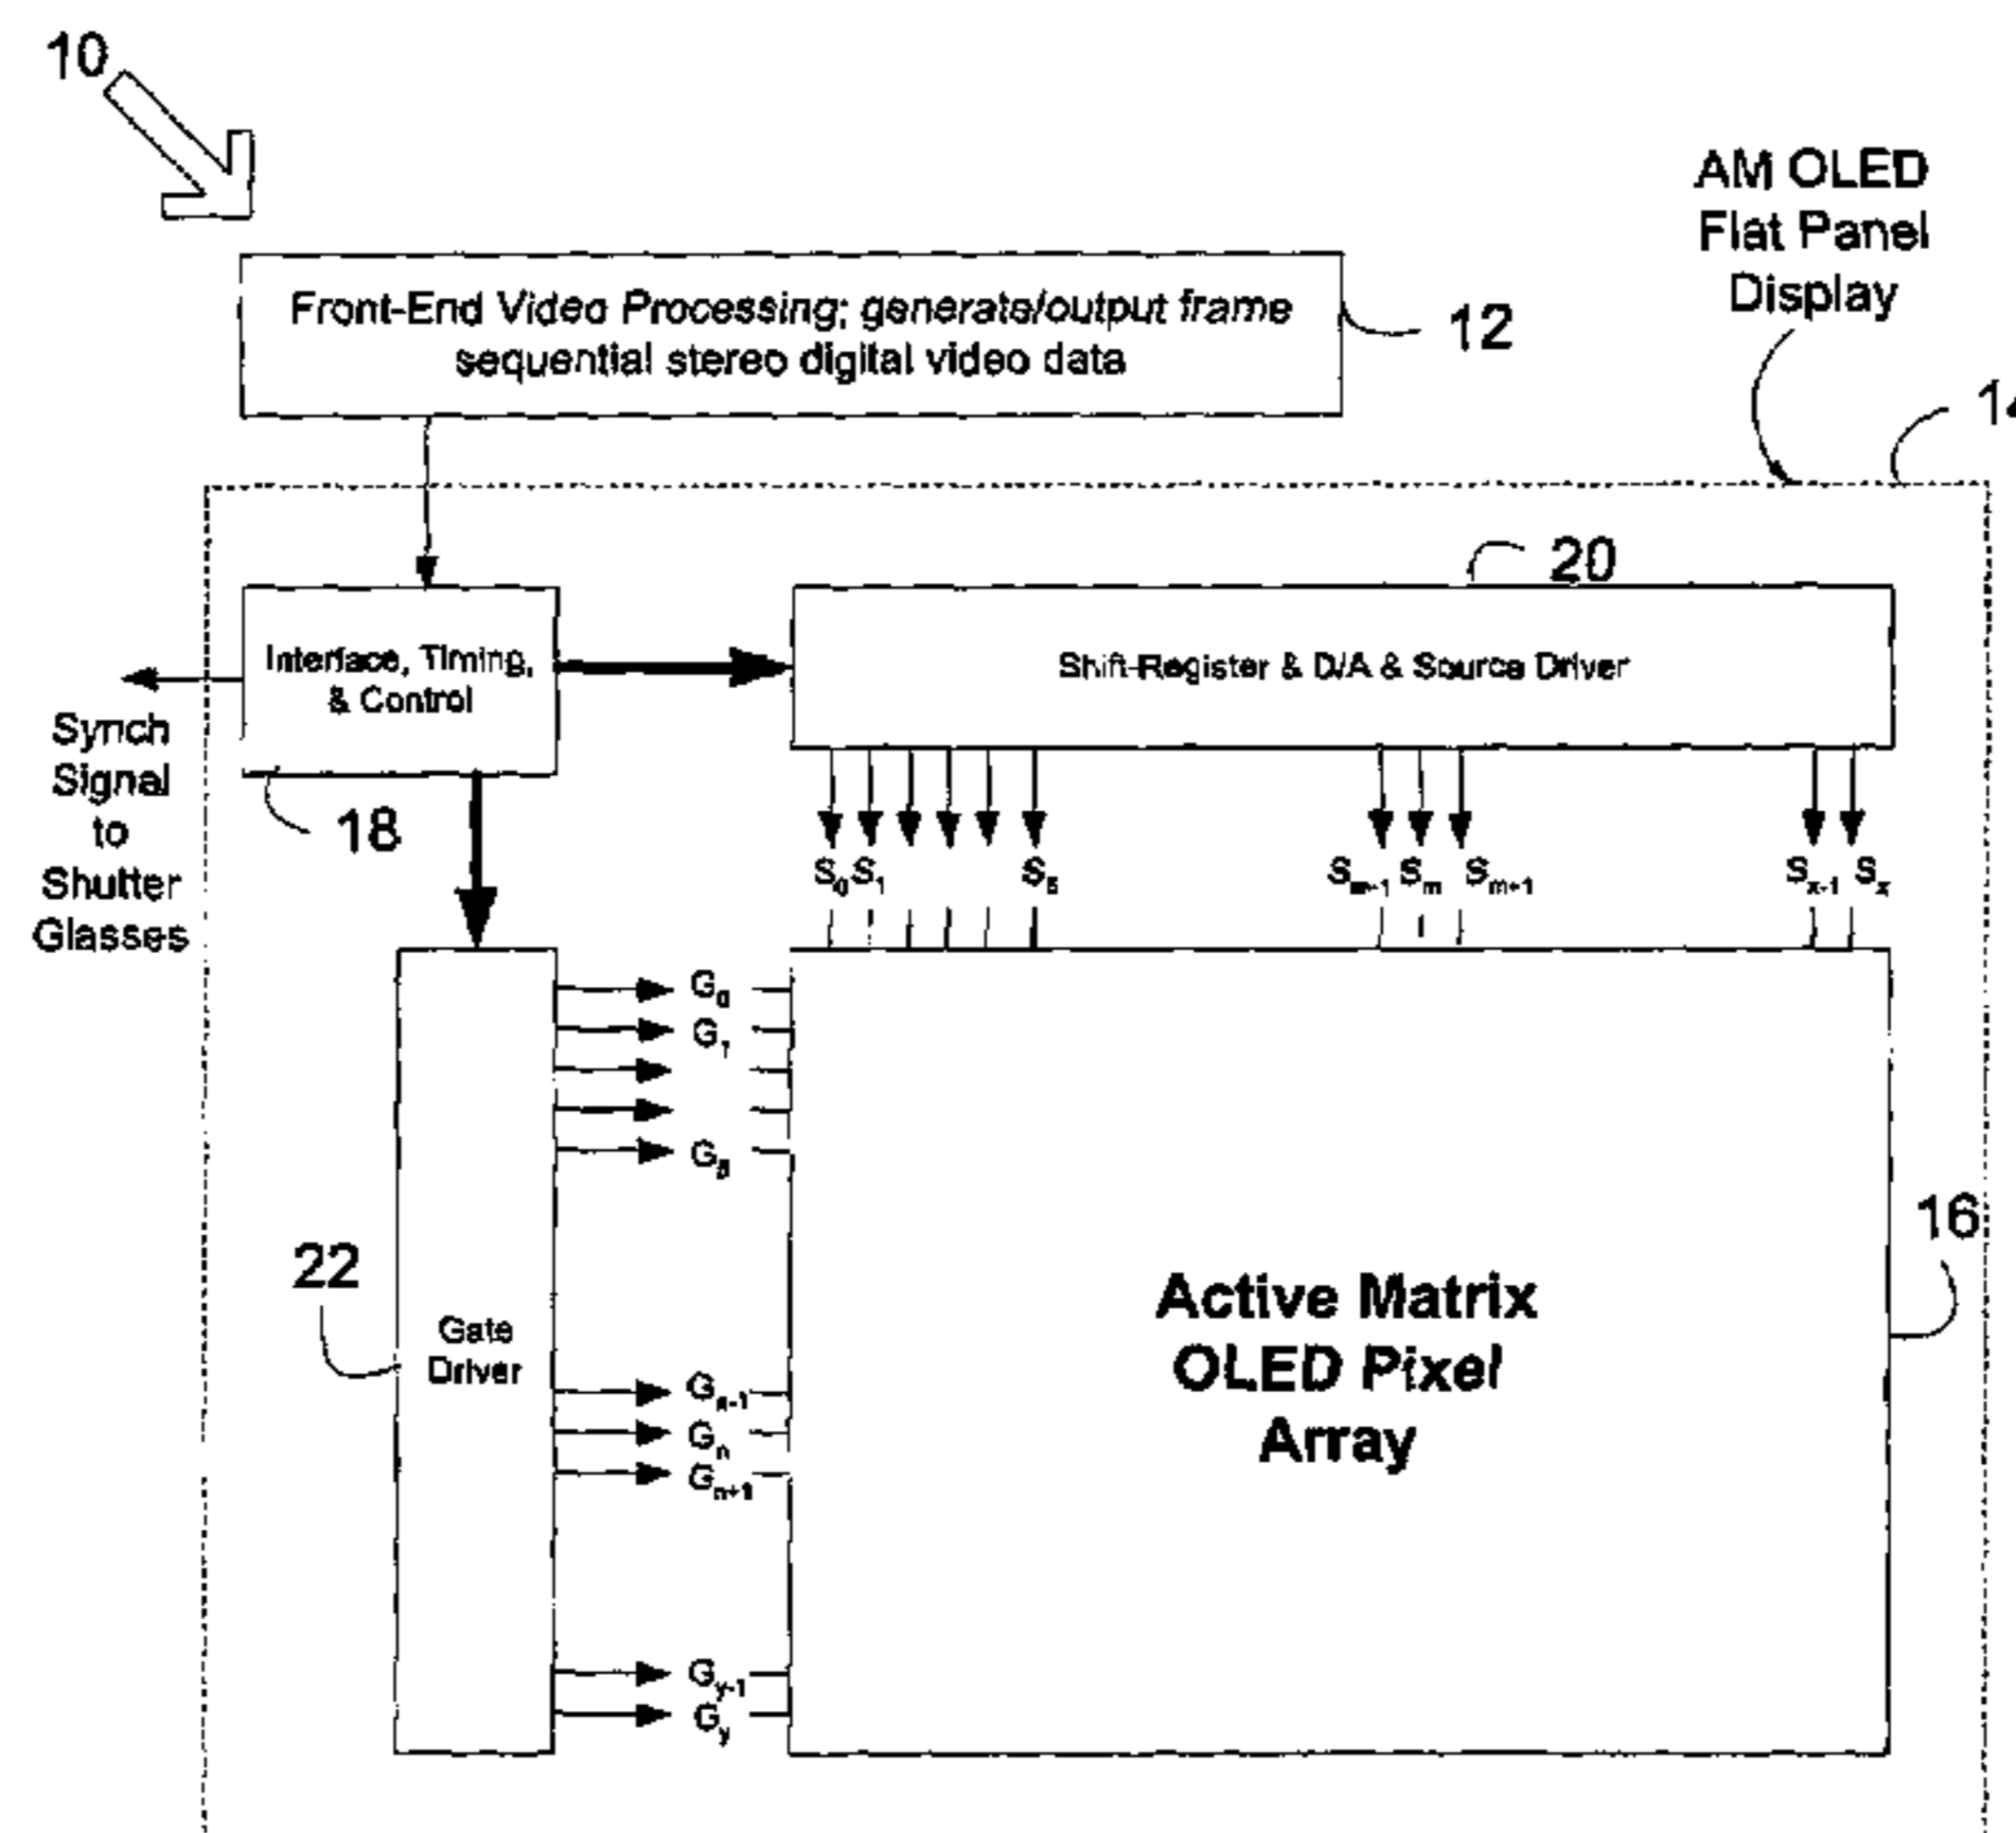 10
AM OLED
Flat Panel
Display
Front-End Video Processing; generate/output frame
sequential stereo digital video data
12
14
20
Interface, Timing,
& Control
Shift-Register & D/A & Source Driver
Synch
Signal
to
Shutter
Glasses
18
S0 S1 S5 Sm-1 Sm Sm+1 Sx-1 Sx
G0
G1
G5
16
22
Gate
Driver
Active Matrix
OLED Pixel
Array
Gn-1
Gn
Gn+1
Gy-1
Gy